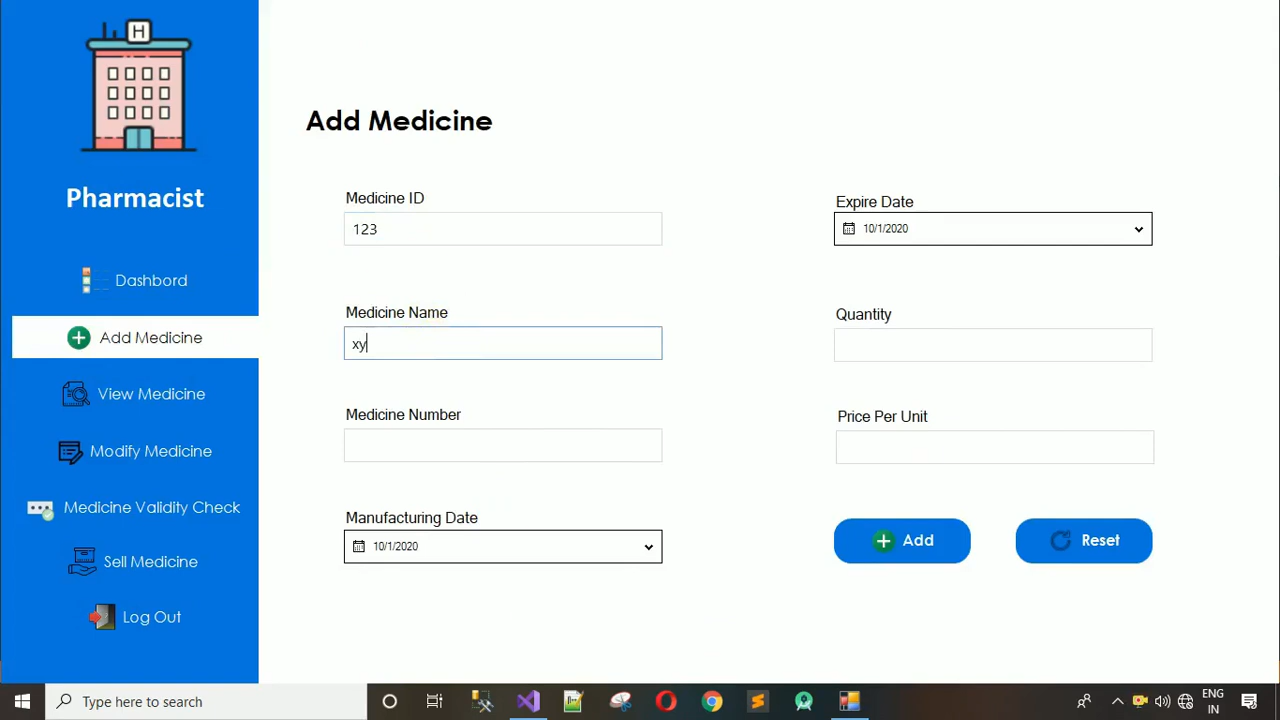 H
Pharmacist
Dashbord
Add Medicine
View Medicine
Modify Medicine
Medicine Validity Check
Sell Medicine
Log Out
Add Medicine
Medicine ID
123
Medicine Name
xy
Medicine Number
Manufacturing Date
10/1/2020
Expire Date
10/1/2020
Quantity
Price Per Unit
Add
Reset
Type here to search
ENG
IN